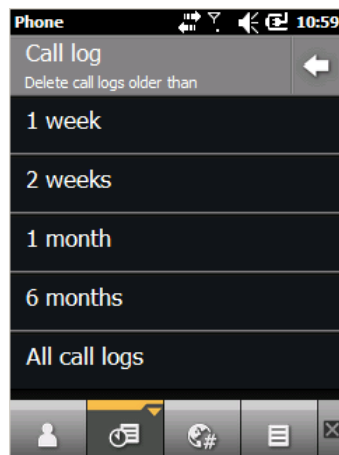 Phone 10:59
Call log
Delete call logs older than
1 week
2 weeks
1 month
6 months
All call logs
#